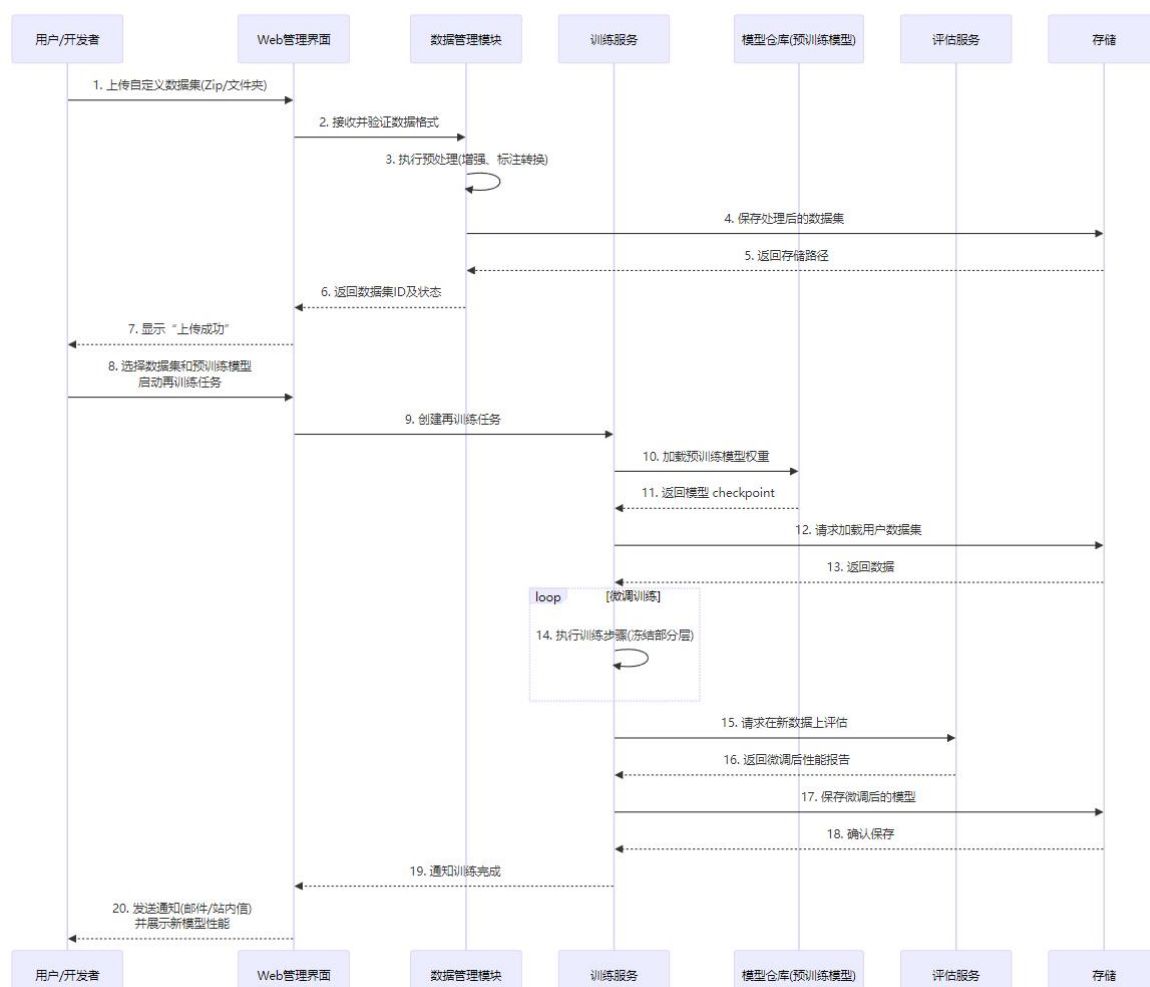 用户/开发者
Web管理界面
数据管理模块
训练服务
模型仓库(预训练模型)
评估服务
存储
1. 上传自定义数据集(Zip/文件夹)
2. 接收并验证数据格式
3. 执行预处理(增强、标注转换)
4. 保存处理后的数据集
5. 返回存储路径
6. 返回数据集ID及状态
7. 显示“上传成功”
8. 选择数据集和预训练模型
启动再训练任务
9. 创建再训练任务
10. 加载预训练模型权重
11. 返回模型 checkpoint
12. 请求加载用户数据集
13. 返回数据
loop
[微调训练]
14. 执行训练步骤(冻结部分层)
15. 请求在新数据上评估
16. 返回微调后性能报告
17. 保存微调后的模型
18. 确认保存
19. 通知训练完成
20. 发送通知(邮件/站内信)
并展示新模型性能
用户/开发者
Web管理界面
数据管理模块
训练服务
模型仓库(预训练模型)
评估服务
存储